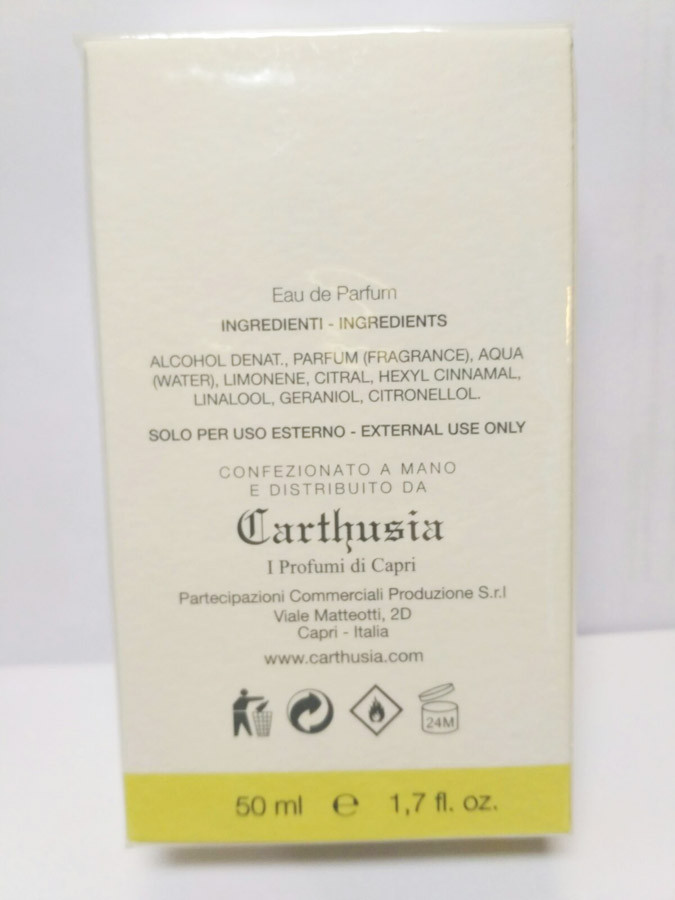 Eau de Parfum
INGREDIENTI - INGREDIENTS
ALCOHOL DENAT., PARFUM (FRAGRANCE), AQUA
(WATER), LIMONENE, CITRAL, HEXYL CINNAMAL,
LINALOOL, GERANIOL, CITRONELLOL.
SOLO PER USO ESTERNO - EXTERNAL USE ONLY
CONFEZIONATO A MANO
E DISTRIBUITO DA
Carthusia
I Profumi di Capri
Partecipazioni Commerciali Produzione S.r.l
Viale Matteotti, 2D
Capri - Italia
www.carthusia.com
24M
50 ml ℮ 1,7 fl. oz.